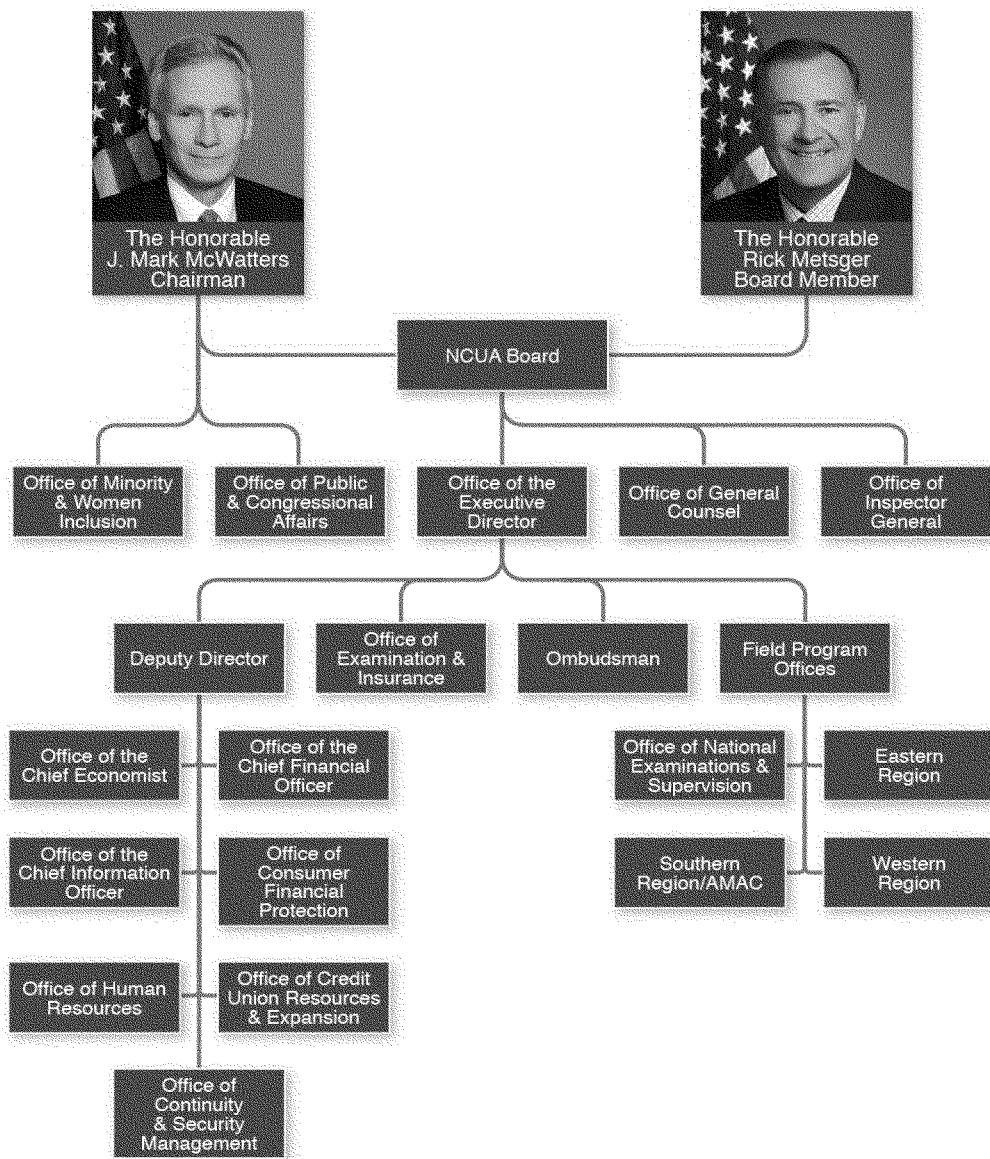 The Honorable
J. Mark McWatters
Chairman
The Honorable
Rick Metsger
Board Member
NCUA Board
Office of Minority
& Women
Inclusion
Office of Public
& Congressional
Affairs
Office of the
Executive
Director
Office of General
Counsel
Office of
Inspector
General
Deputy Director
Office of
Examination &
Insurance
Ombudsman
Field Program
Offices
Office of the
Chief Economist
Office of the
Chief Financial
Officer
Office of National
Examinations &
Supervision
Eastern
Region
Office of the
Chief Information
Officer
Office of
Consumer
Financial
Protection
Southern
Region/AMAC
Western
Region
Office of Human
Resources
Office of Credit
Union Resources
& Expansion
Office of
Continuity
& Security
Management